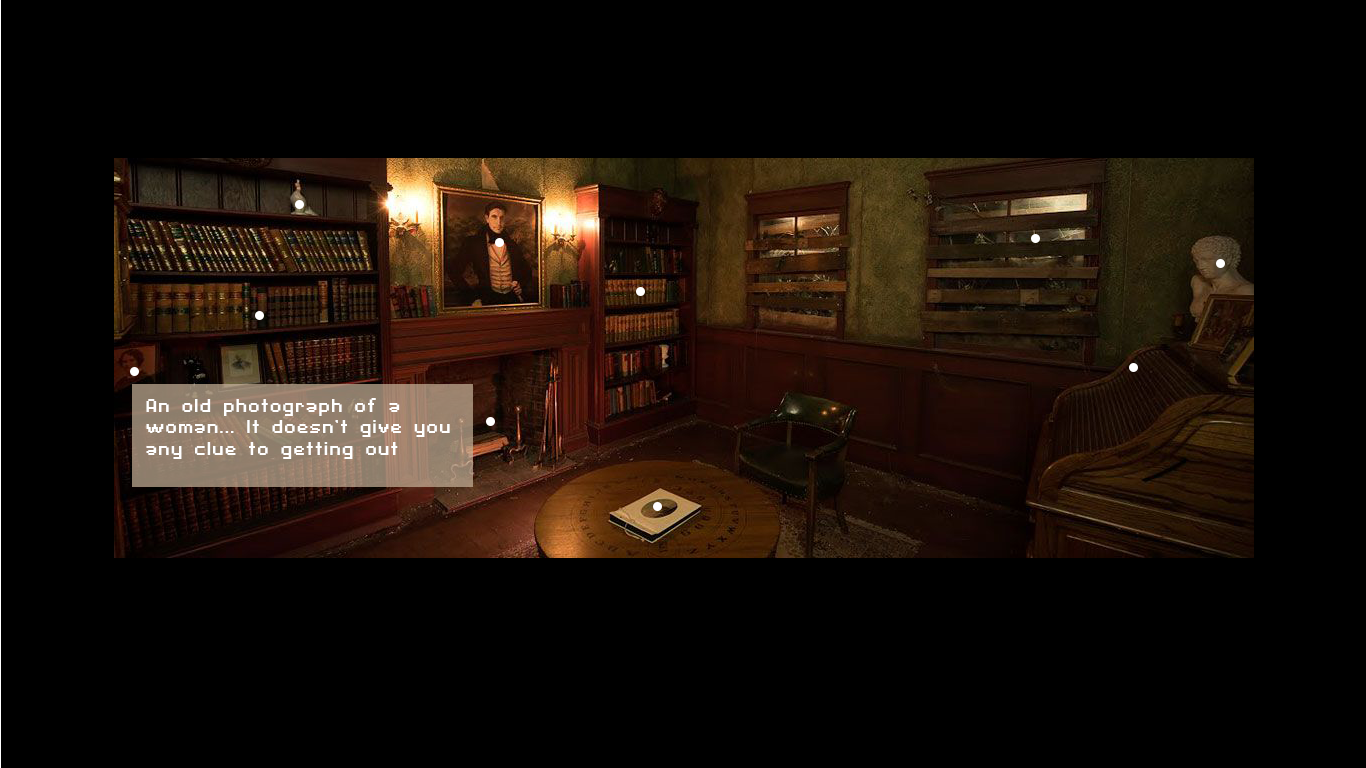 An old photograph of a
woman... It doesn't give you
any clue to getting out